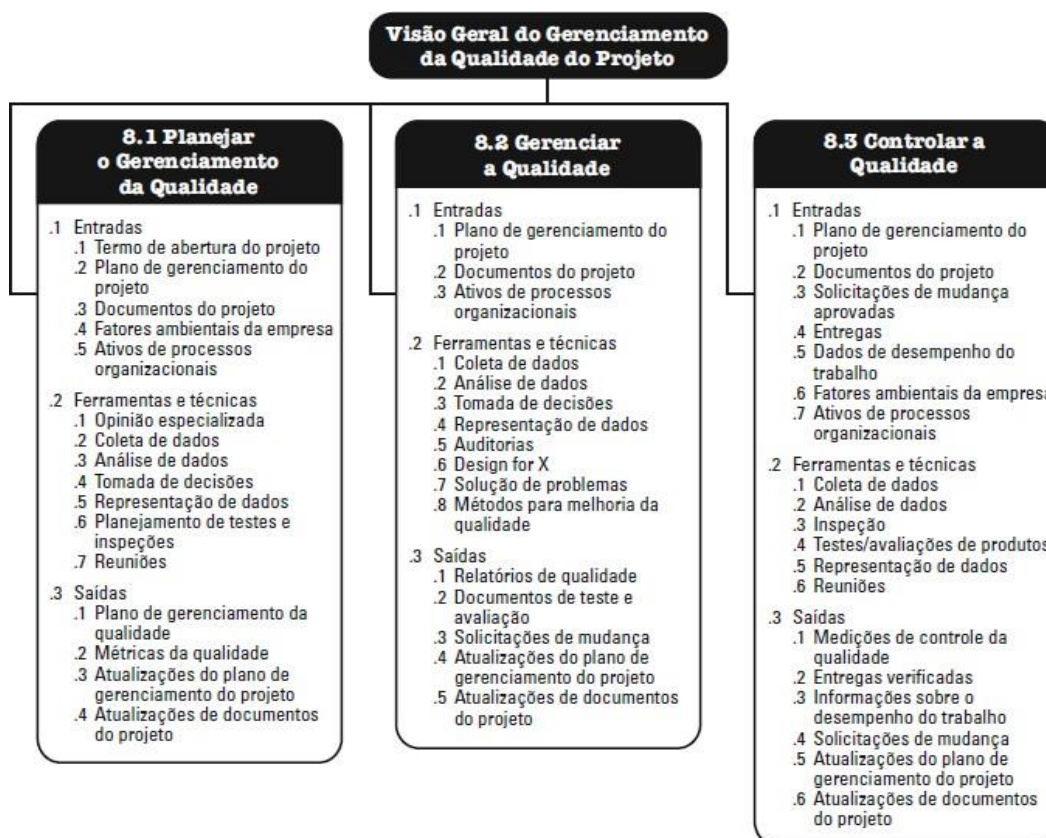 Visão Geral do Gerenciamento
da Qualidade do Projeto
8.1 Planejar
o Gerenciamento
da Qualidade
.1 Entradas
.1 Termo de abertura do projeto
.2 Plano de gerenciamento do
projeto
.3 Documentos do projeto
.4 Fatores ambientais da empresa
.5 Ativos de processos
organizacionais
.2 Ferramentas e técnicas
.1 Opinião especializada
.2 Coleta de dados
.3 Análise de dados
.4 Tomada de decisões
.5 Representação de dados
.6 Planejamento de testes e
inspeções
.7 Reuniões
.3 Saídas
.1 Plano de gerenciamento da
qualidade
.2 Métricas da qualidade
.3 Atualizações do plano de
gerenciamento do projeto
.4 Atualizações de documentos
do projeto
8.2 Gerenciar
a Qualidade
.1 Entradas
.1 Plano de gerenciamento do
projeto
.2 Documentos do projeto
.3 Ativos de processos
organizacionais
.2 Ferramentas e técnicas
.1 Coleta de dados
.2 Análise de dados
.3 Tomada de decisões
.4 Representação de dados
.5 Auditorias
.6 Design for X
.7 Solução de problemas
.8 Métodos para melhoria da
qualidade
.3 Saídas
.1 Relatórios de qualidade
.2 Documentos de teste e
avaliação
.3 Solicitações de mudança
.4 Atualizações do plano de
gerenciamento do projeto
.5 Atualizações de documentos
do projeto
8.3 Controlar a
Qualidade
.1 Entradas
.1 Plano de gerenciamento do
projeto
.2 Documentos do projeto
.3 Solicitações de mudança
aprovadas
.4 Entregas
.5 Dados de desempenho do
trabalho
.6 Fatores ambientais da empresa
.7 Ativos de processos
organizacionais
.2 Ferramentas e técnicas
.1 Coleta de dados
.2 Análise de dados
.3 Inspeção
.4 Testes/avaliações de produtos
.5 Representação de dados
.6 Reuniões
.3 Saídas
.1 Medições de controle da
qualidade
.2 Entregas verificadas
.3 Informações sobre o
desempenho do trabalho
.4 Solicitações de mudança
.5 Atualizações do plano de
gerenciamento do projeto
.6 Atualizações de documentos
do projeto